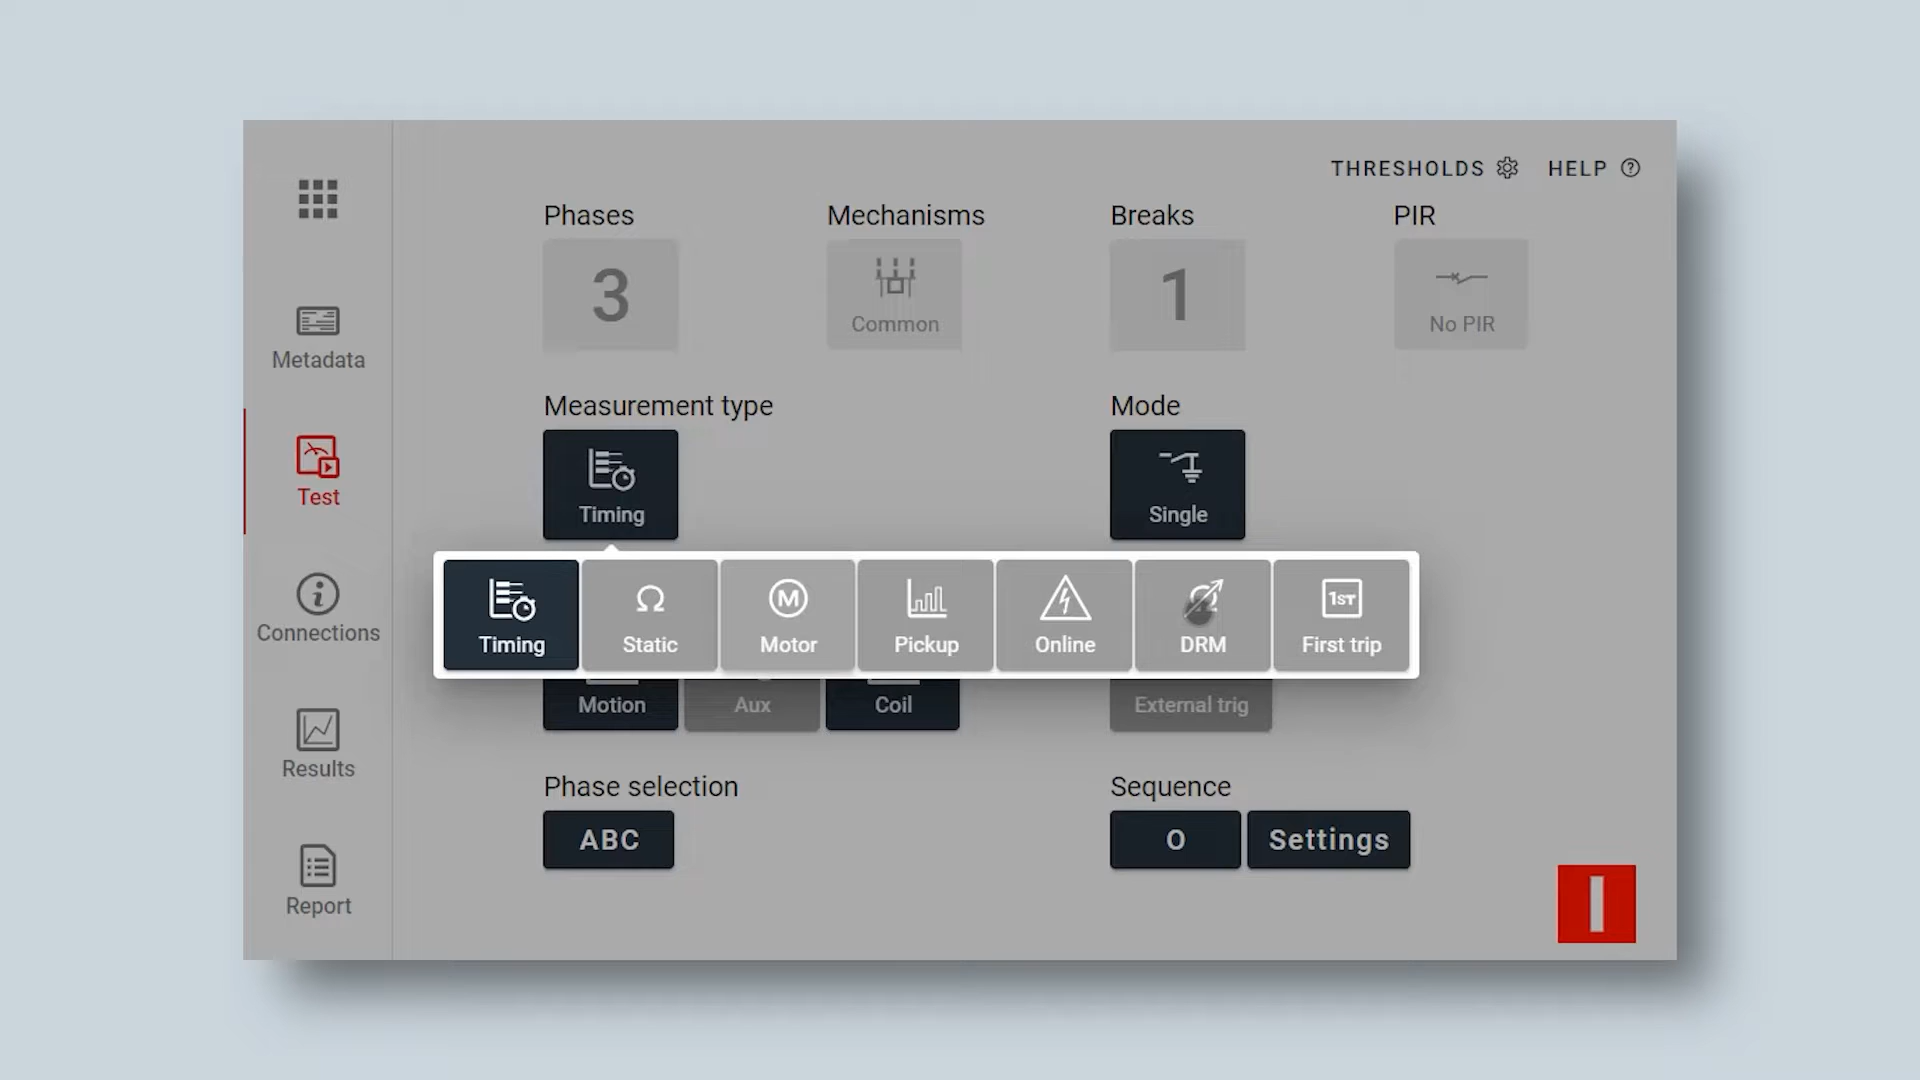 THRESHOLDS HELP ?
Phases
Mechanisms
Breaks
PIR
3
Common
1
No PIR
Metadata
Measurement type
Mode
Timing
Single
Test
Timing
Static
M
Motor
Pickup
Online
DRM
1ST
First trip
Connections
Motion
Aux
Coil
External trig
Results
Phase selection
Sequence
ABC
O
Settings
Report